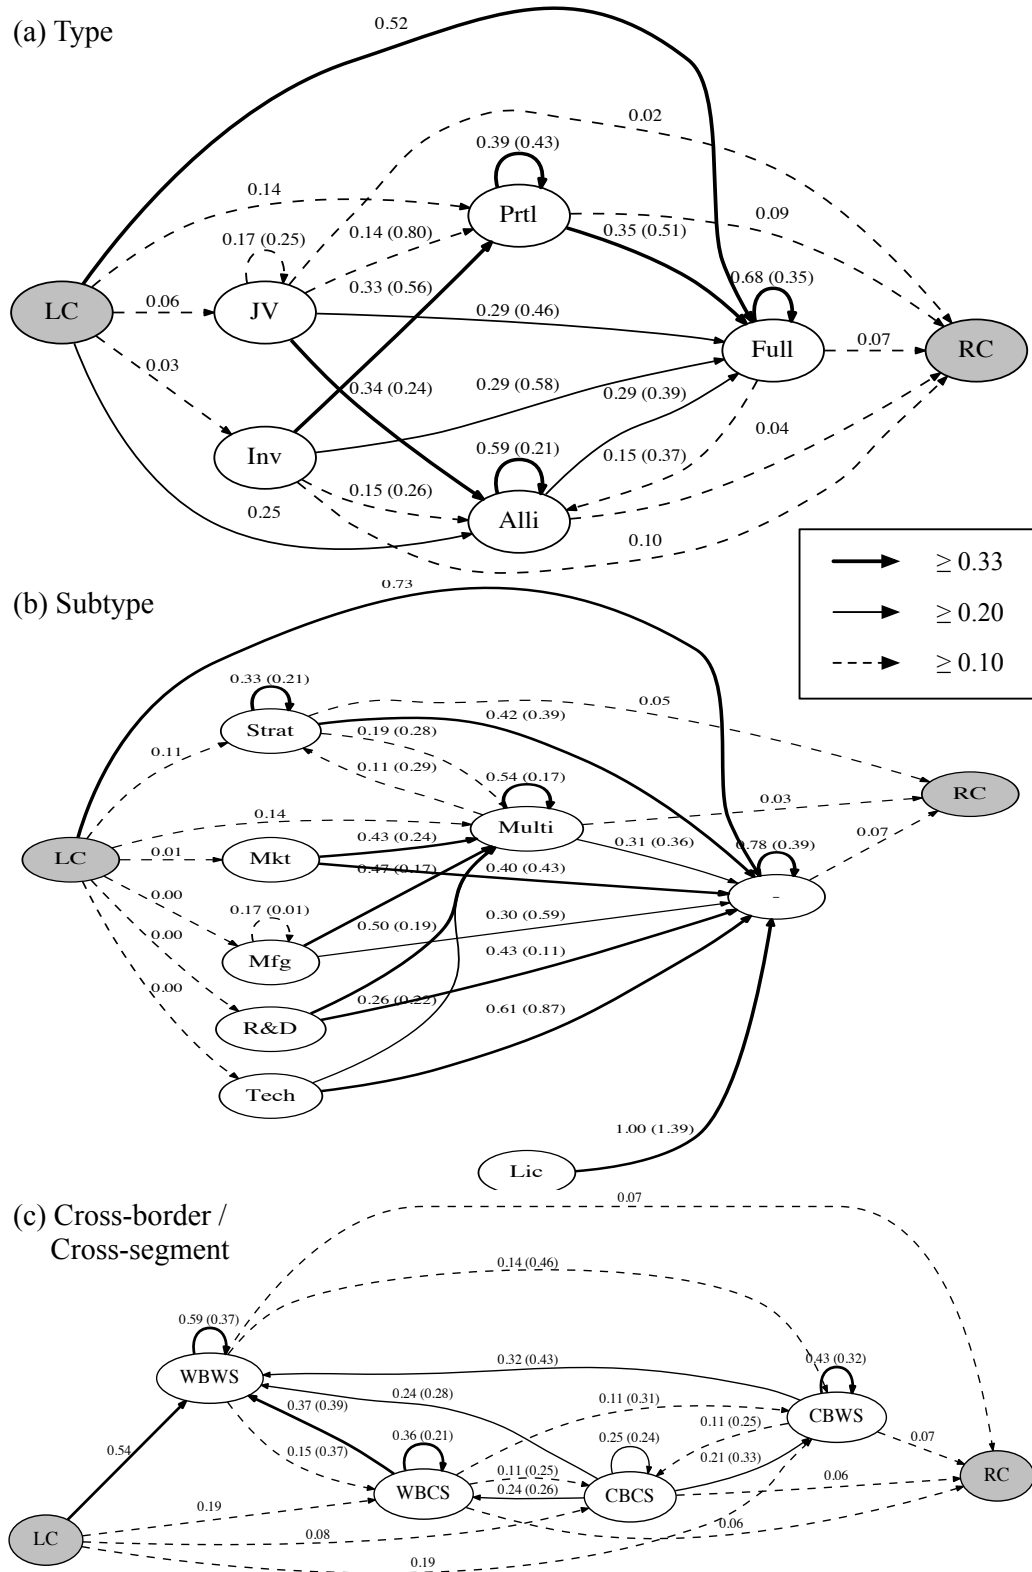 (a) Type
0.52
0.02
0.39 (0.43)
0.14
Prtl
0.09
0.17 (0.25)
0.14 (0.80)
0.35 (0.51)
0.33 (0.56)
0.68 (0.35)
LC
0.06
JV
0.29 (0.46)
Full
0.07
RC
0.03
0.34 (0.24)
0.29 (0.58)
0.29 (0.39)
0.04
Inv
0.59 (0.21)
0.15 (0.37)
0.15 (0.26)
0.25
Alli
0.10
≥ 0.33
≥ 0.20
≥ 0.10
(b) Subtype
0.73
0.33 (0.21)
0.05
Strat
0.42 (0.39)
0.19 (0.28)
0.11
0.11 (0.29)
0.54 (0.17)
RC
0.03
0.14
Multi
0.07
LC
0.01
Mkt
0.43 (0.24)
0.31 (0.36)
0.78 (0.39)
0.47 (0.17)
0.40 (0.43)
-
0.00
0.17 (0.01)
0.30 (0.59)
0.50 (0.19)
0.00
Mfg
0.43 (0.11)
0.00
0.26 (0.22)
R&D
0.61 (0.87)
Tech
1.00 (1.39)
Lic
(c) Cross-border /
Cross-segment
0.07
0.14 (0.46)
0.59 (0.37)
WBWS
0.32 (0.43)
0.43 (0.32)
0.24 (0.28)
0.37 (0.39)
0.11 (0.31)
CBWS
0.11 (0.25)
0.54
0.15 (0.37)
0.36 (0.21)
0.25 (0.24)
0.07
0.21 (0.33)
0.11 (0.25)
RC
WBCS
0.24 (0.26)
CBCS
0.06
0.19
0.06
LC
0.08
0.19